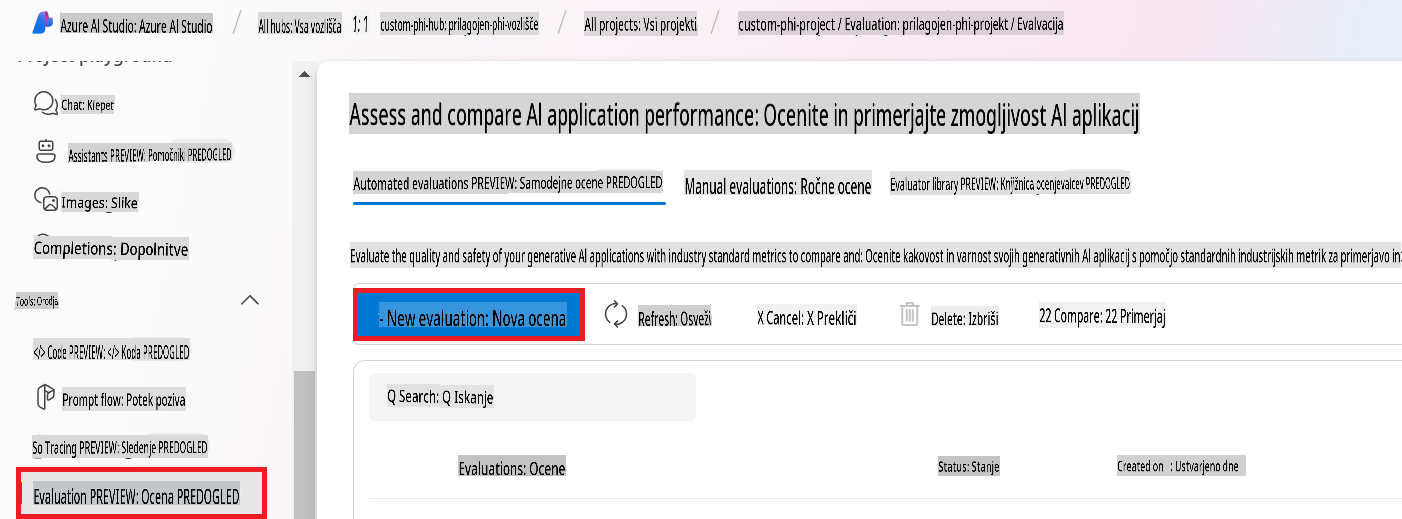 Azure AI Studio: Azure AI Studio / All hubs: Vsa vozlišča 1: 1 custom-phi-hub: prilagojen-phi-vozlišče / All projects: Vsi projekti / custom-phi-project / Evaluation: prilagojen-phi-projekt / Evalvacija
Project playground
Chat: Klepet
Assistants PREVIEW: Pomočniki PREDOGLED
Images: Slike
Completions: Dopolnitve
Tools: Orodja
</> Code PREVIEW: </> Koda PREDOGLED
Prompt flow: Potek poziva
So Tracing PREVIEW: Sledenje PREDOGLED
Evaluation PREVIEW: Ocena PREDOGLED
Assess and compare AI application performance: Ocenite in primerjajte zmogljivost AI aplikacij
Automated evaluations PREVIEW: Samodejne ocene PREDOGLED Manual evaluations: Ročne ocene Evaluator library PREVIEW: Knjižnica ocenjevalcev PREDOGLED
Evaluate the quality and safety of your generative AI applications with industry standard metrics to compare and: Ocenite kakovost in varnost svojih generativnih AI aplikacij s pomočjo standardnih industrijskih metrik za primerjavo in
- New evaluation: Nova ocena Refresh: Osveži X Cancel: X Prekliči Delete: Izbriši 22 Compare: 22 Primerjaj
Q Search: Q Iskanje
Evaluations: Ocene Status: Stanje Created on : Ustvarjeno dne